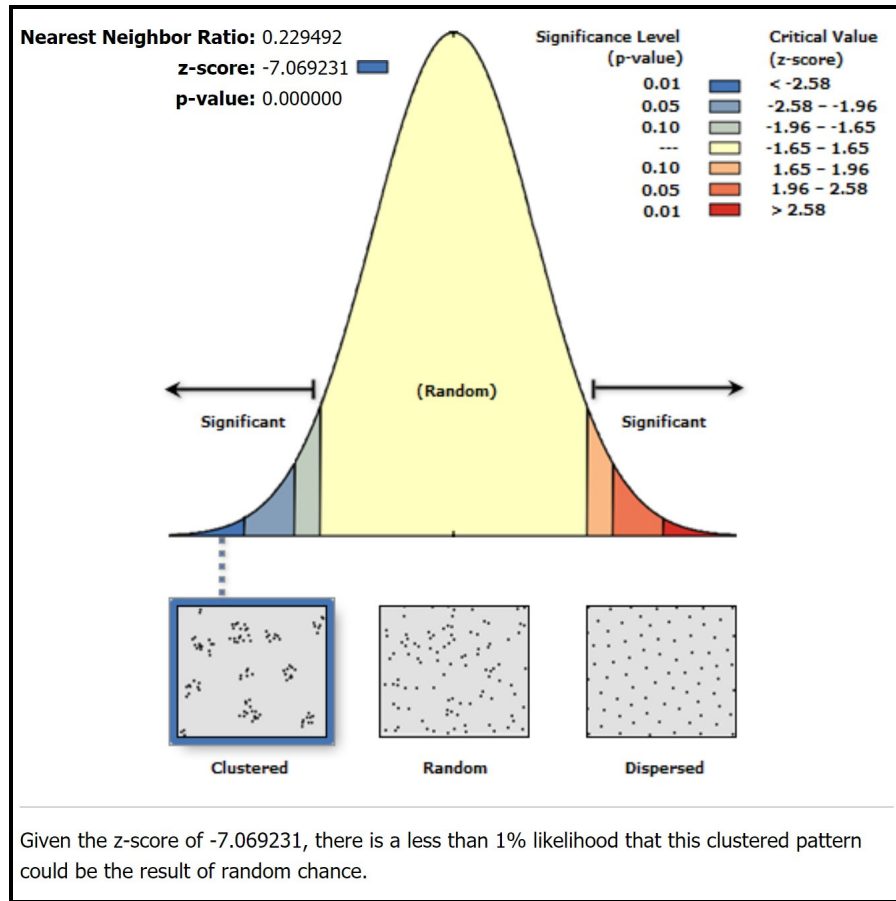 Nearest Neighbor Ratio: 0.229492
z-score: -7.069231
p-value: 0.000000
Significance Level
(p-value)
Critical Value
(z-score)
0.01 < -2.58
0.05 -2.58 – -1.96
0.10 -1.96 – -1.65
--- -1.65 – 1.65
0.10 1.65 – 1.96
0.05 1.96 – 2.58
0.01 > 2.58
(Random)
Significant
Significant
Clustered
Random
Dispersed
Given the z-score of -7.069231, there is a less than 1% likelihood that this clustered pattern
could be the result of random chance.